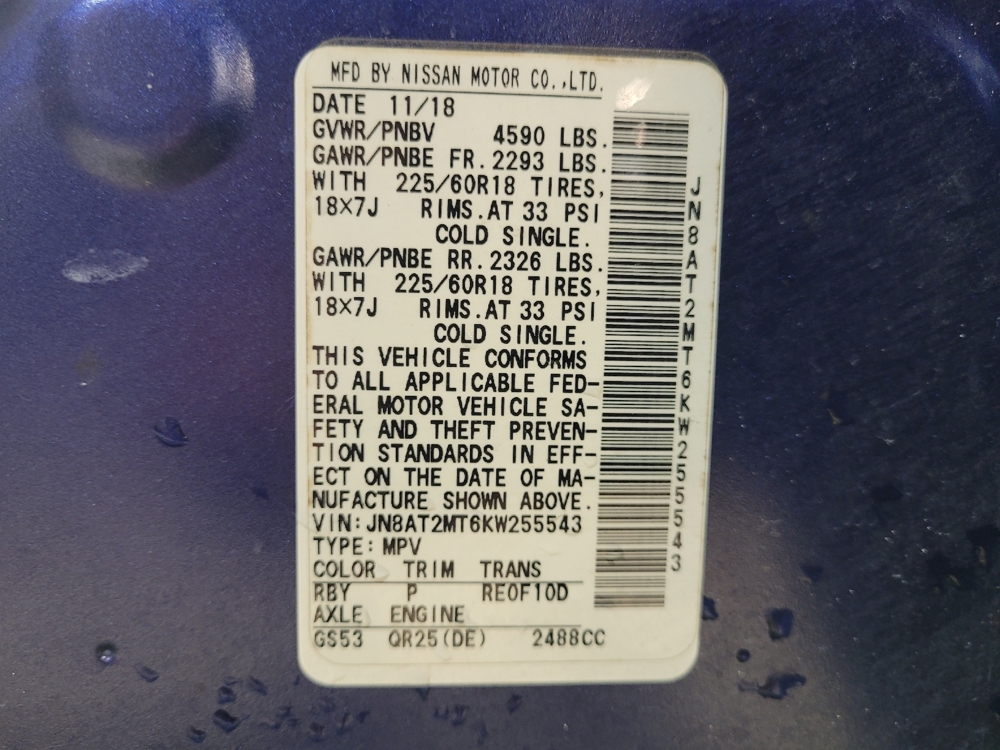 MFD BY NISSAN MOTOR CO.,LTD.
DATE 11/18
GVWR/PNBV 4590 LBS.
GAWR/PNBE FR. 2293 LBS.
WITH 225/60R18 TIRES,
18×7J RIMS. AT 33 PSI
COLD SINGLE.
GAWR/PNBE RR. 2326 LBS.
WITH 225/60R18 TIRES,
18×7J RIMS. AT 33 PSI
COLD SINGLE.
THIS VEHICLE CONFORMS
TO ALL APPLICABLE FED-
ERAL MOTOR VEHICLE SA-
FETY AND THEFT PREVEN-
TION STANDARDS IN EFF-
ECT ON THE DATE OF MA-
NUFACTURE SHOWN ABOVE.
VIN: JN8AT2MT6KW255543
TYPE: MPV
COLOR TRIM TRANS
RBY P RE0F10D
AXLE ENGINE
GS53 QR25(DE) 2488CC
JN8AT2MT6KW255543